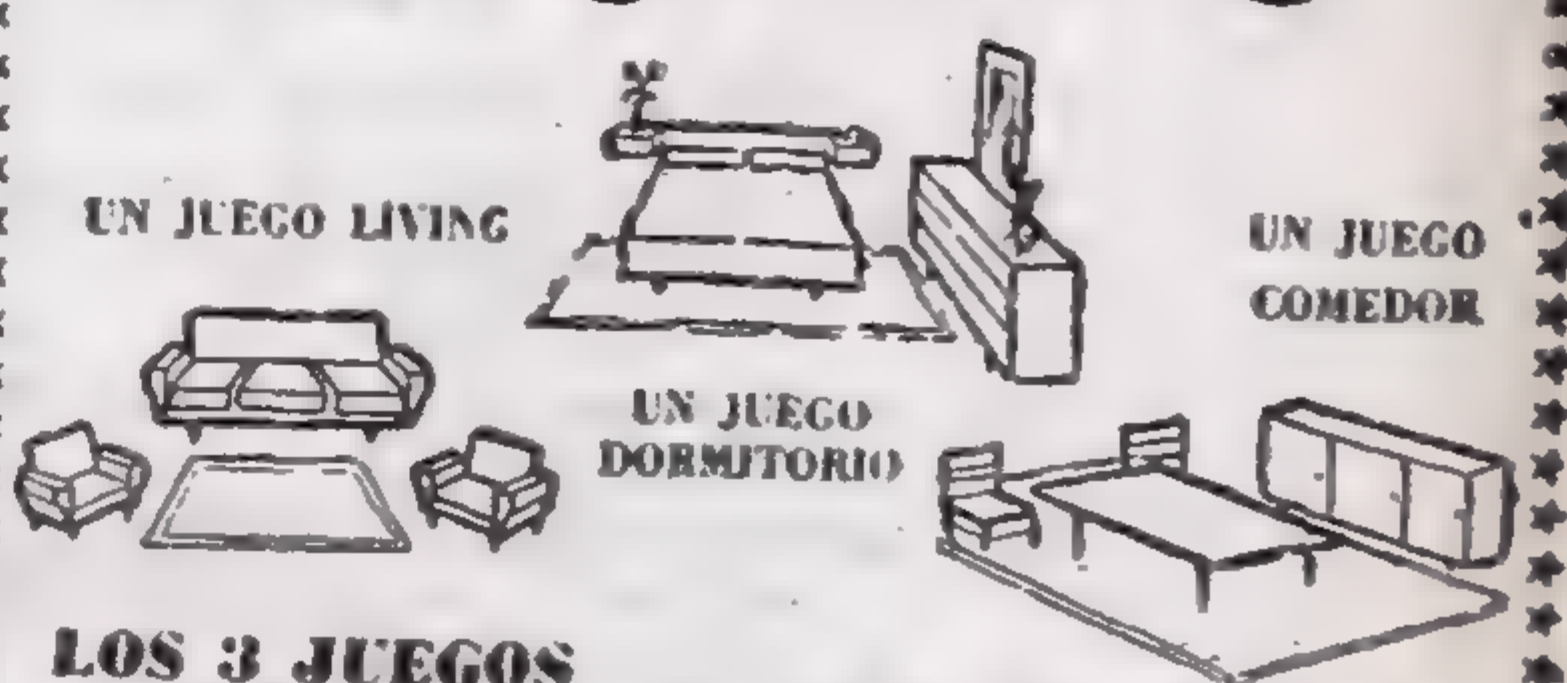 UN JUEGO LIVING
UN JUEGO
DORMITORIO
UN JUEGO
COMEDOR
LOS 3 JUEGOS